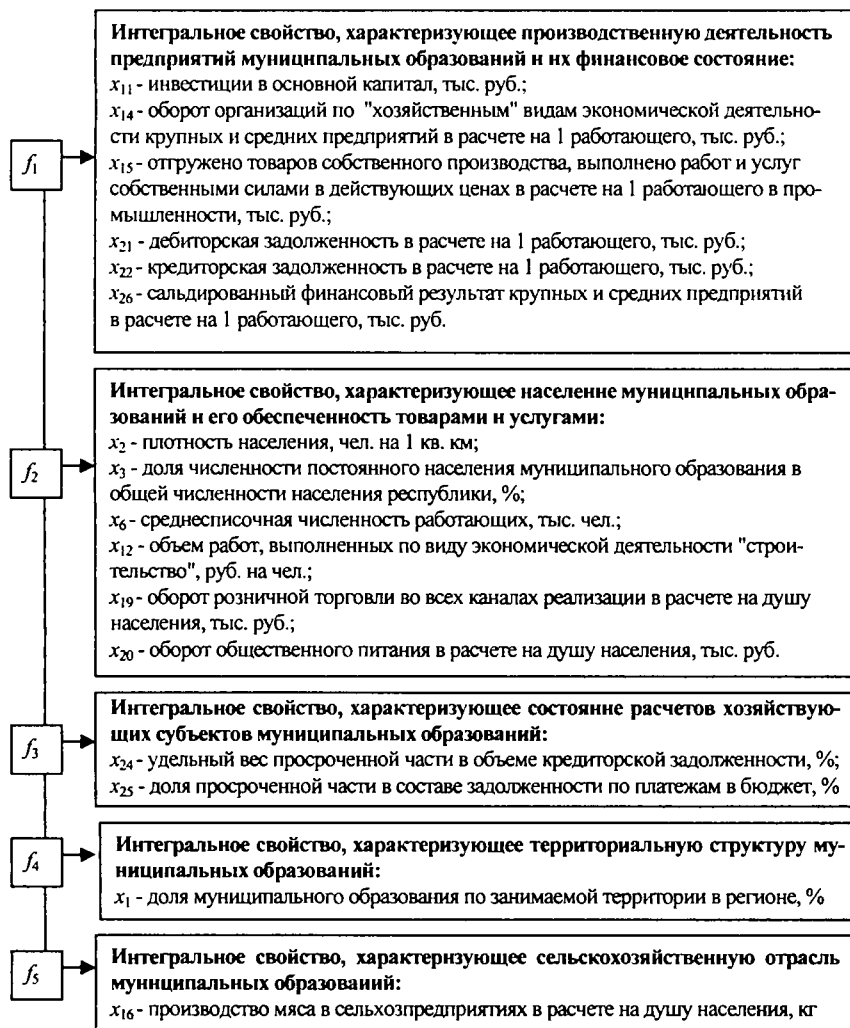 Интегральное свойство, характеризующее производственную деятельность
предприятий муниципальных образований и их финансовое состояние:
x11 - инвестиции в основной капитал, тыс. руб.;
x14 - оборот организаций по "хозяйственным" видам экономической деятельно-
сти крупных и средних предприятий в расчете на 1 работающего, тыс. руб.;
f1
x15 - отгружено товаров собственного производства, выполнено работ и услуг
собственными силами в действующих ценах в расчете на 1 работающего в про-
мышленности, тыс. руб.;
x21 - дебиторская задолженность в расчете на 1 работающего, тыс. руб.;
x22 - кредиторская задолженность в расчете на 1 работающего, тыс. руб.;
x26 - сальдированный финансовый результат крупных и средних предприятий
в расчете на 1 работающего, тыс. руб.
Интегральное свойство, характеризующее население муниципальных обра-
зований и его обеспеченность товарами и услугами:
x2 - плотность населения, чел. на 1 кв. км;
f2
x3 - доля численности постоянного населения муниципального образования в
общей численности населения республики, %;
x6 - среднесписочная численность работающих, тыс. чел.;
x12 - объем работ, выполненных по виду экономической деятельности "строи-
тельство", руб. на чел.;
x19 - оборот розничной торговли во всех каналах реализации в расчете на душу
населения, тыс. руб.;
x20 - оборот общественного питания в расчете на душу населения, тыс. руб.
Интегральное свойство, характеризующее состояние расчетов хозяйствую-
щих субъектов муниципальных образований:
f3
x24 - удельный вес просроченной части в объеме кредиторской задолженности, %;
x25 - доля просроченной части в составе задолженности по платежам в бюджет, %
Интегральное свойство, характеризующее территориальную структуру му-
ниципальных образований:
f4
x1 - доля муниципального образования по занимаемой территории в регионе, %
Интегральное свойство, характеризующее сельскохозяйственную отрасль
муниципальных образований:
f5
x16 - производство мяса в сельхозпредприятиях в расчете на душу населения, кг